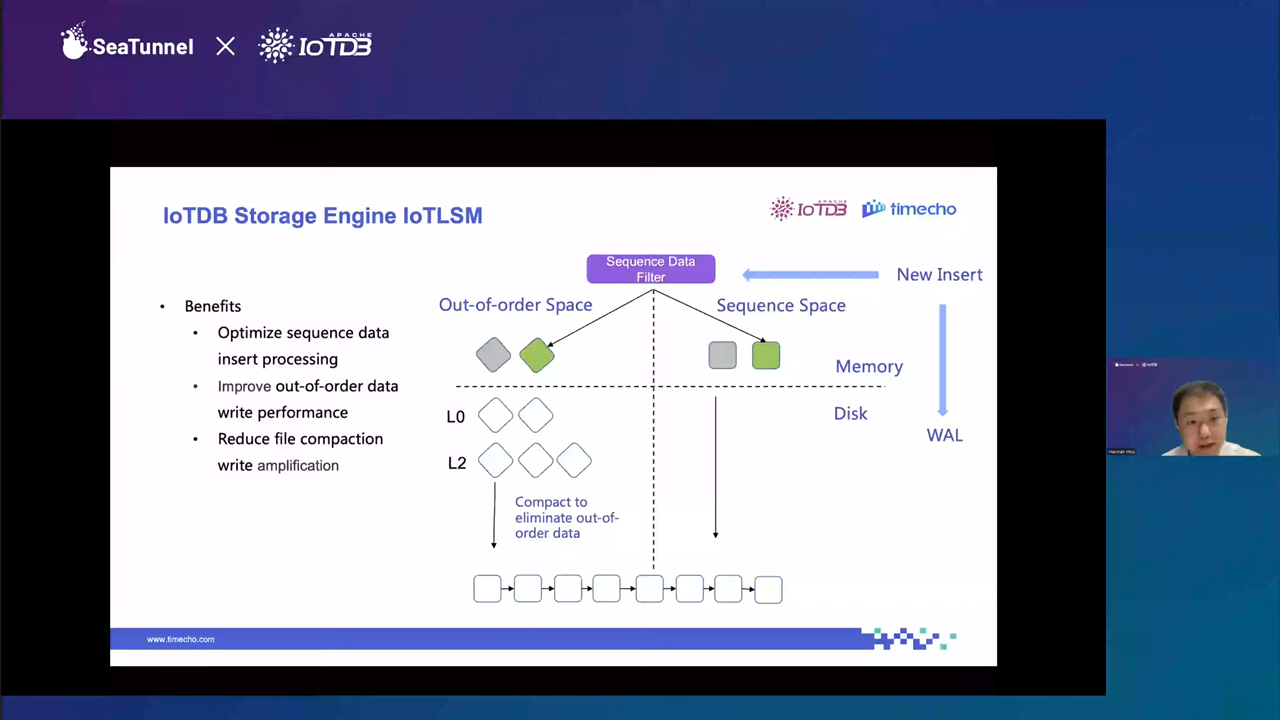 SeaTunnel
APACHE
IoTDB
IoTDB Storage Engine IoTLSM
APACHE
IoTDB
timecho
Sequence Data
Filter
New Insert
Benefits
Optimize sequence data
insert processing
Improve out-of-order data
write performance
Reduce file compaction
write amplification
Out-of-order Space
Sequence Space
Memory
Disk
WAL
L0
L2
Compact to
eliminate out-of-
order data
www.timecho.com